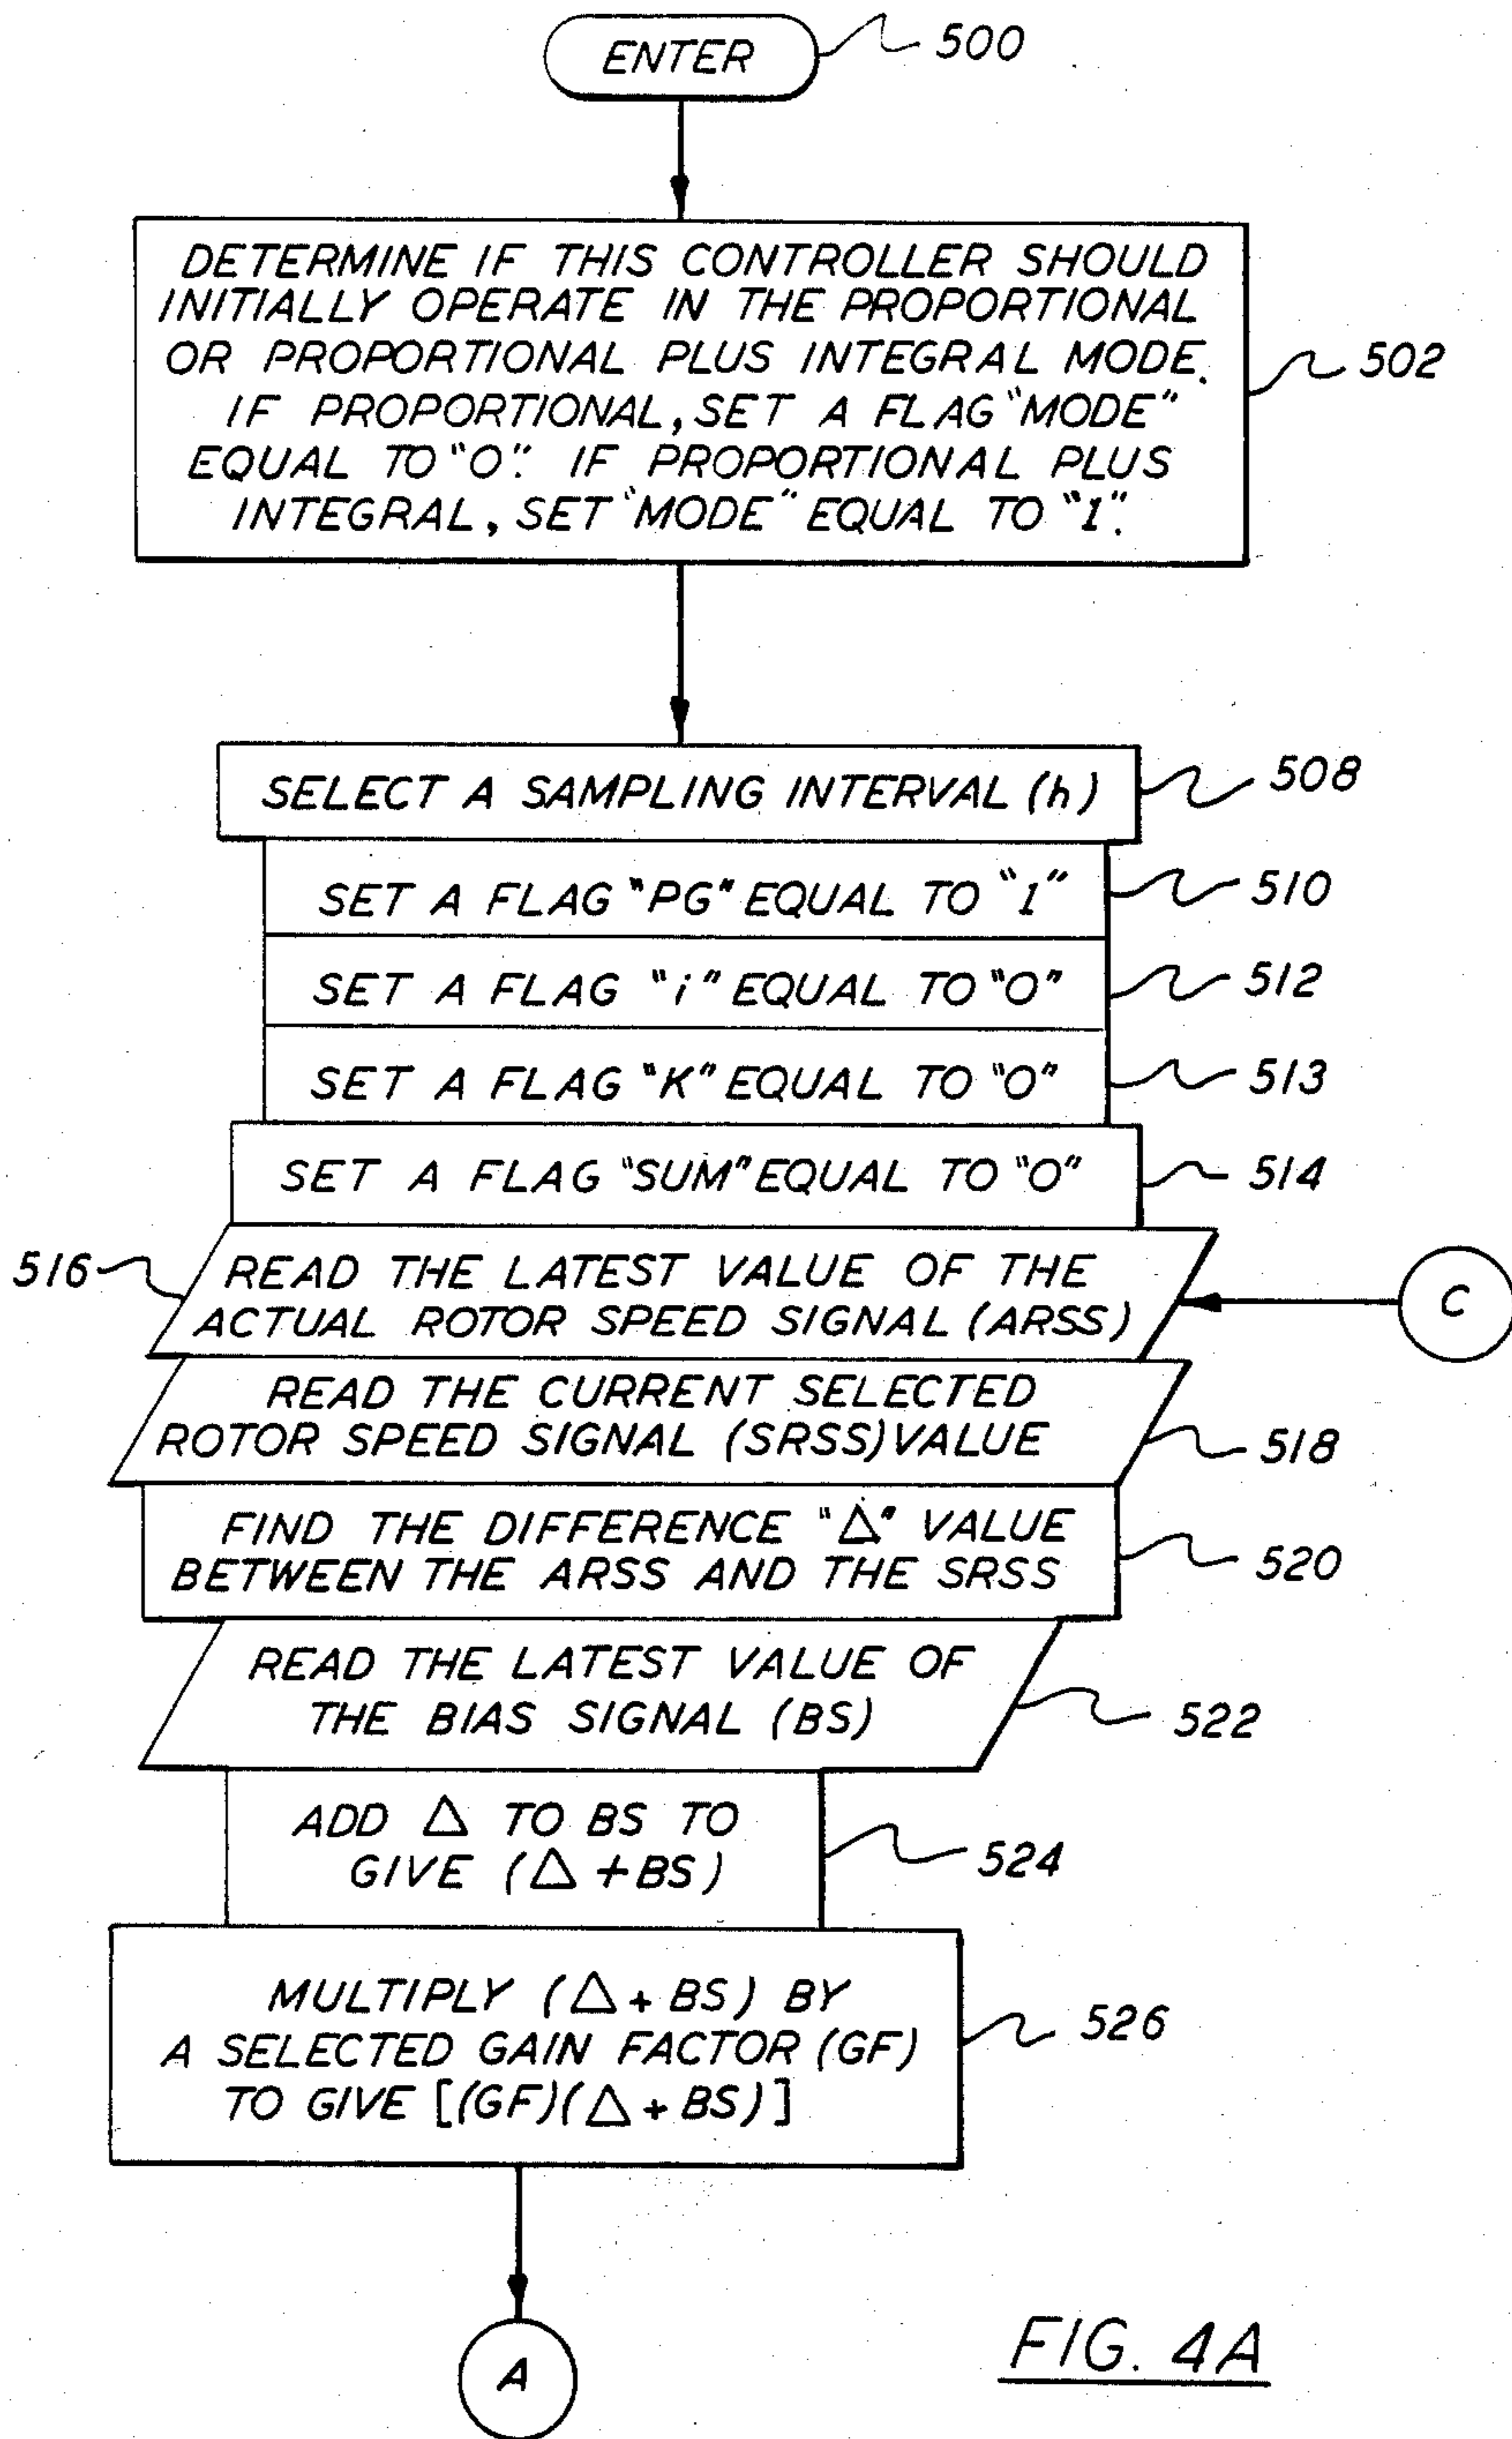 ENTER
500
DETERMINE IF THIS CONTROLLER SHOULD
INITIALLY OPERATE IN THE PROPORTIONAL
OR PROPORTIONAL PLUS INTEGRAL MODE.
IF PROPORTIONAL, SET A FLAG "MODE"
EQUAL TO "0". IF PROPORTIONAL PLUS
INTEGRAL, SET "MODE" EQUAL TO "1".
502
SELECT A SAMPLING INTERVAL (h)
508
SET A FLAG "PG" EQUAL TO "1"
510
SET A FLAG "i" EQUAL TO "0"
512
SET A FLAG "K" EQUAL TO "0"
513
SET A FLAG "SUM" EQUAL TO "0"
514
516
READ THE LATEST VALUE OF THE
ACTUAL ROTOR SPEED SIGNAL (ARSS)
C
READ THE CURRENT SELECTED
ROTOR SPEED SIGNAL (SRSS) VALUE
518
FIND THE DIFFERENCE "Δ" VALUE
BETWEEN THE ARSS AND THE SRSS
520
READ THE LATEST VALUE OF
THE BIAS SIGNAL (BS)
522
ADD Δ TO BS TO
GIVE (Δ + BS)
524
MULTIPLY (Δ + BS) BY
A SELECTED GAIN FACTOR (GF)
TO GIVE [(GF)(Δ + BS)]
526
A
FIG. 4A